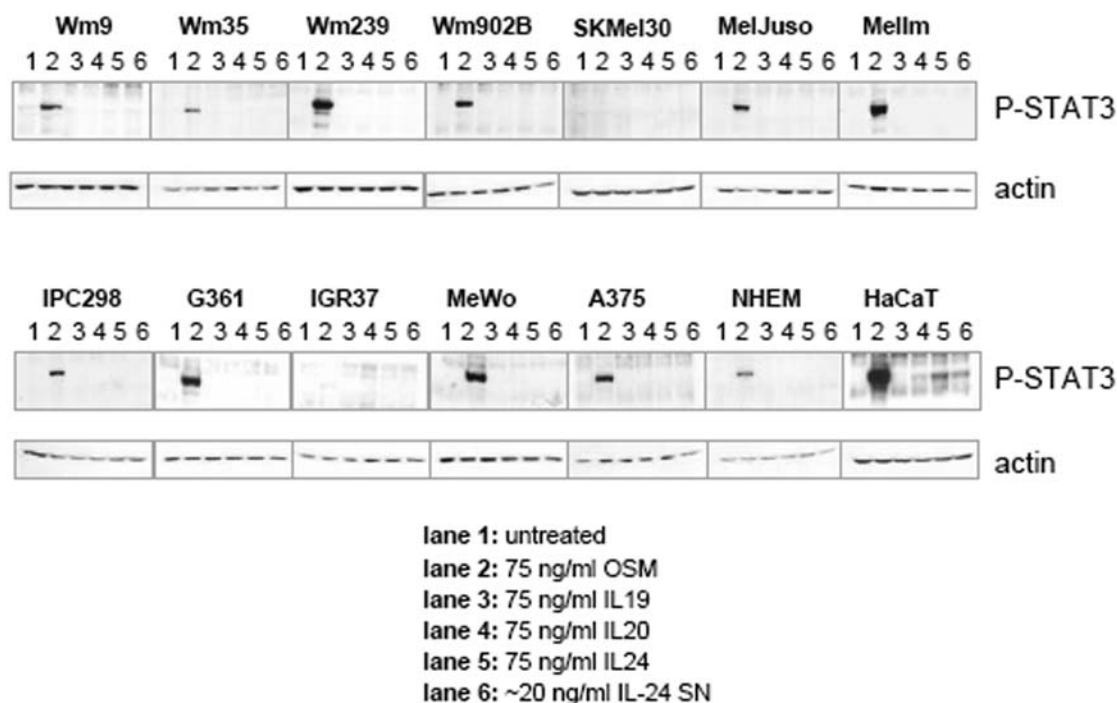 Wm9 Wm35 Wm239 Wm902B SKMel30 MelJuso MelIm
1 2 3 4 5 6 1 2 3 4 5 6 1 2 3 4 5 6 1 2 3 4 5 6 1 2 3 4 5 6 1 2 3 4 5 6 1 2 3 4 5 6
P-STAT3
actin
IPC298 G361 IGR37 MeWo A375 NHEM HaCaT
1 2 3 4 5 6 1 2 3 4 5 6 1 2 3 4 5 6 1 2 3 4 5 6 1 2 3 4 5 6 1 2 3 4 5 6 1 2 3 4 5 6
P-STAT3
actin
lane 1: untreated
lane 2: 75 ng/ml OSM
lane 3: 75 ng/ml IL19
lane 4: 75 ng/ml IL20
lane 5: 75 ng/ml IL24
lane 6: ~20 ng/ml IL-24 SN